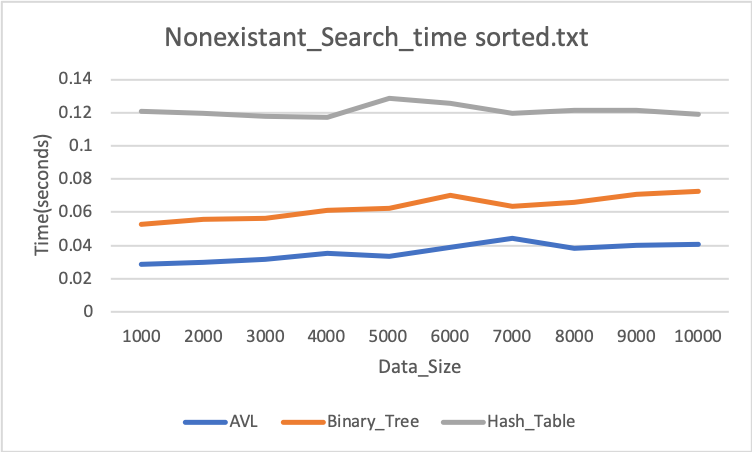 Nonexistant_Search_time sorted.txt
0.14
0.12
0.1
0.08
0.06
0.04
0.02
0
Time(seconds)
1000 2000 3000 4000 5000 6000 7000 8000 9000 10000
Data_Size
AVL Binary_Tree Hash_Table